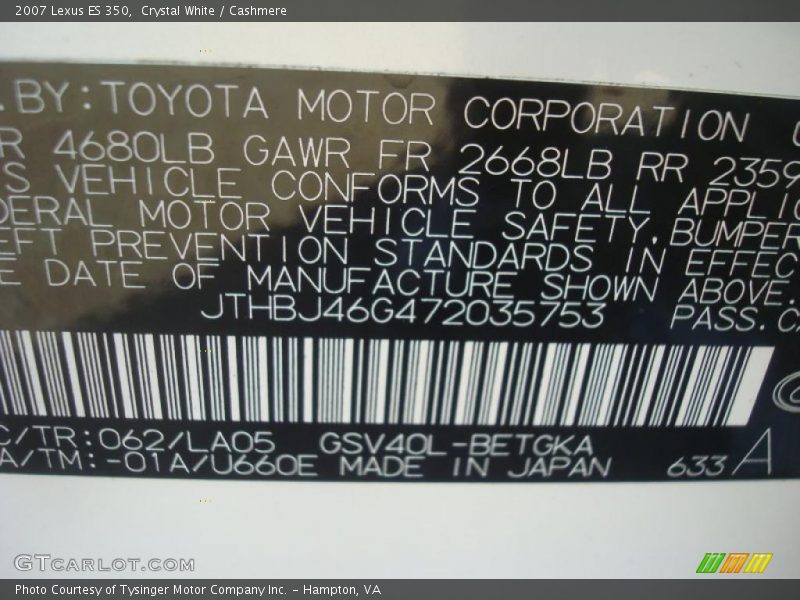 2007 Lexus ES 350,  Crystal White / Cashmere
.BY:TOYOTA MOTOR CORPORATION
R 4680LB GAWR FR 2668LB RR 2359
S VEHICLE CONFORMS TO ALL APPLIC
DERAL MOTOR VEHICLE SAFETY, BUMPER
EFT PREVENTION STANDARDS IN EFFEC
E DATE OF MANUFACTURE SHOWN ABOVE.
JTHBJ46G472035753 PASS.CA
C/TR:062/LA05 GSV40L-BETGKA
A/TM:-01A/U660E MADE IN JAPAN 633 A
GTCARLOT.COM
Photo Courtesy of Tysinger Motor Company Inc. - Hampton, VA